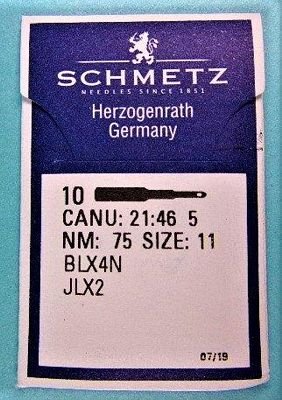 SCHMETZ
NEEDLES SINCE 1851
Herzogenrath
Germany
10
CANU: 21:46 5
NM: 75 SIZE: 11
BLX4N
JLX2
07/19